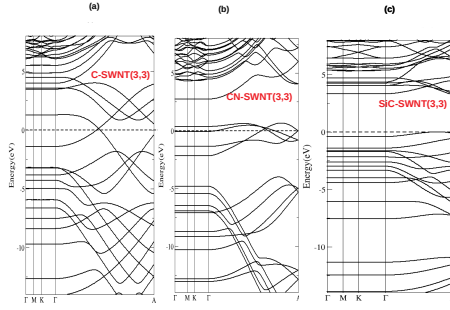 (a)
(b)
(c)
C-SWNT(3,3)
CN-SWNT(3,3)
SiC-SWNT(3,3)
Energy(eV)
5
0
-5
-10
Γ M K Γ A
Energy(eV)
5
0
-5
-10
Γ M K Γ A
Energy(eV)
5
0
-5
-10
Γ M K Γ